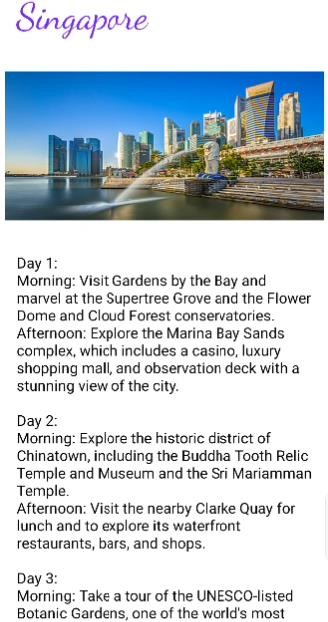 Singapore
Day 1:
Morning: Visit Gardens by the Bay and
marvel at the Supertree Grove and the Flower
Dome and Cloud Forest conservatories.
Afternoon: Explore the Marina Bay Sands
complex, which includes a casino, luxury
shopping mall, and observation deck with a
stunning view of the city.
Day 2:
Morning: Explore the historic district of
Chinatown, including the Buddha Tooth Relic
Temple and Museum and the Sri Mariamman
Temple.
Afternoon: Visit the nearby Clarke Quay for
lunch and to explore its waterfront
restaurants, bars, and shops.
Day 3:
Morning: Take a tour of the UNESCO-listed
Botanic Gardens, one of the world's most